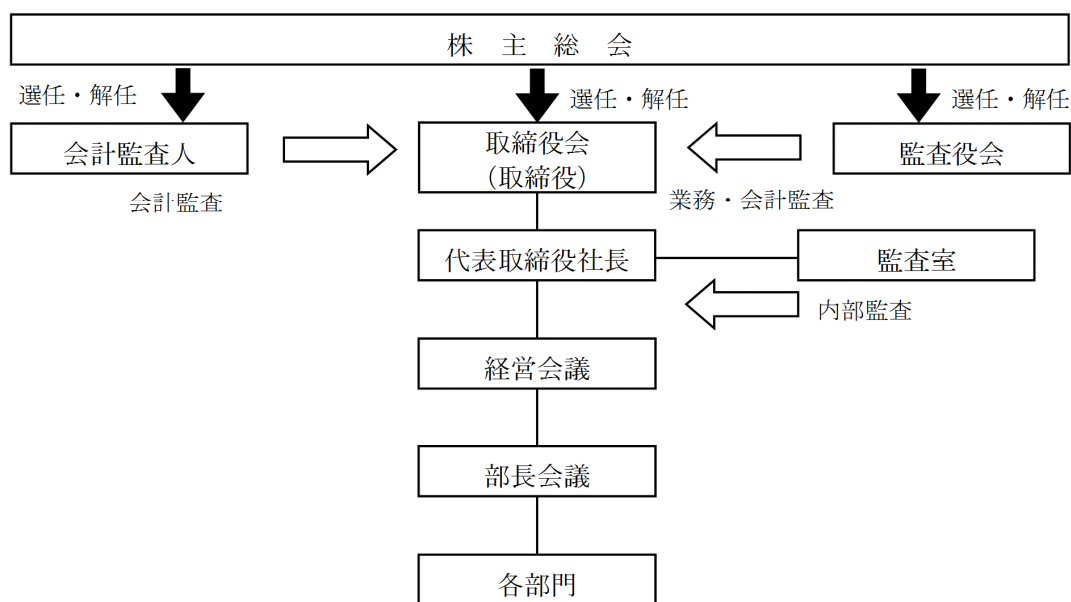 株 主 総 会
選任・解任
選任・解任
選任・解任
会計監査人
取締役会
(取締役)
監査役会
会計監査
業務・会計監査
代表取締役社長
監査室
内部監査
経営会議
部長会議
各部門